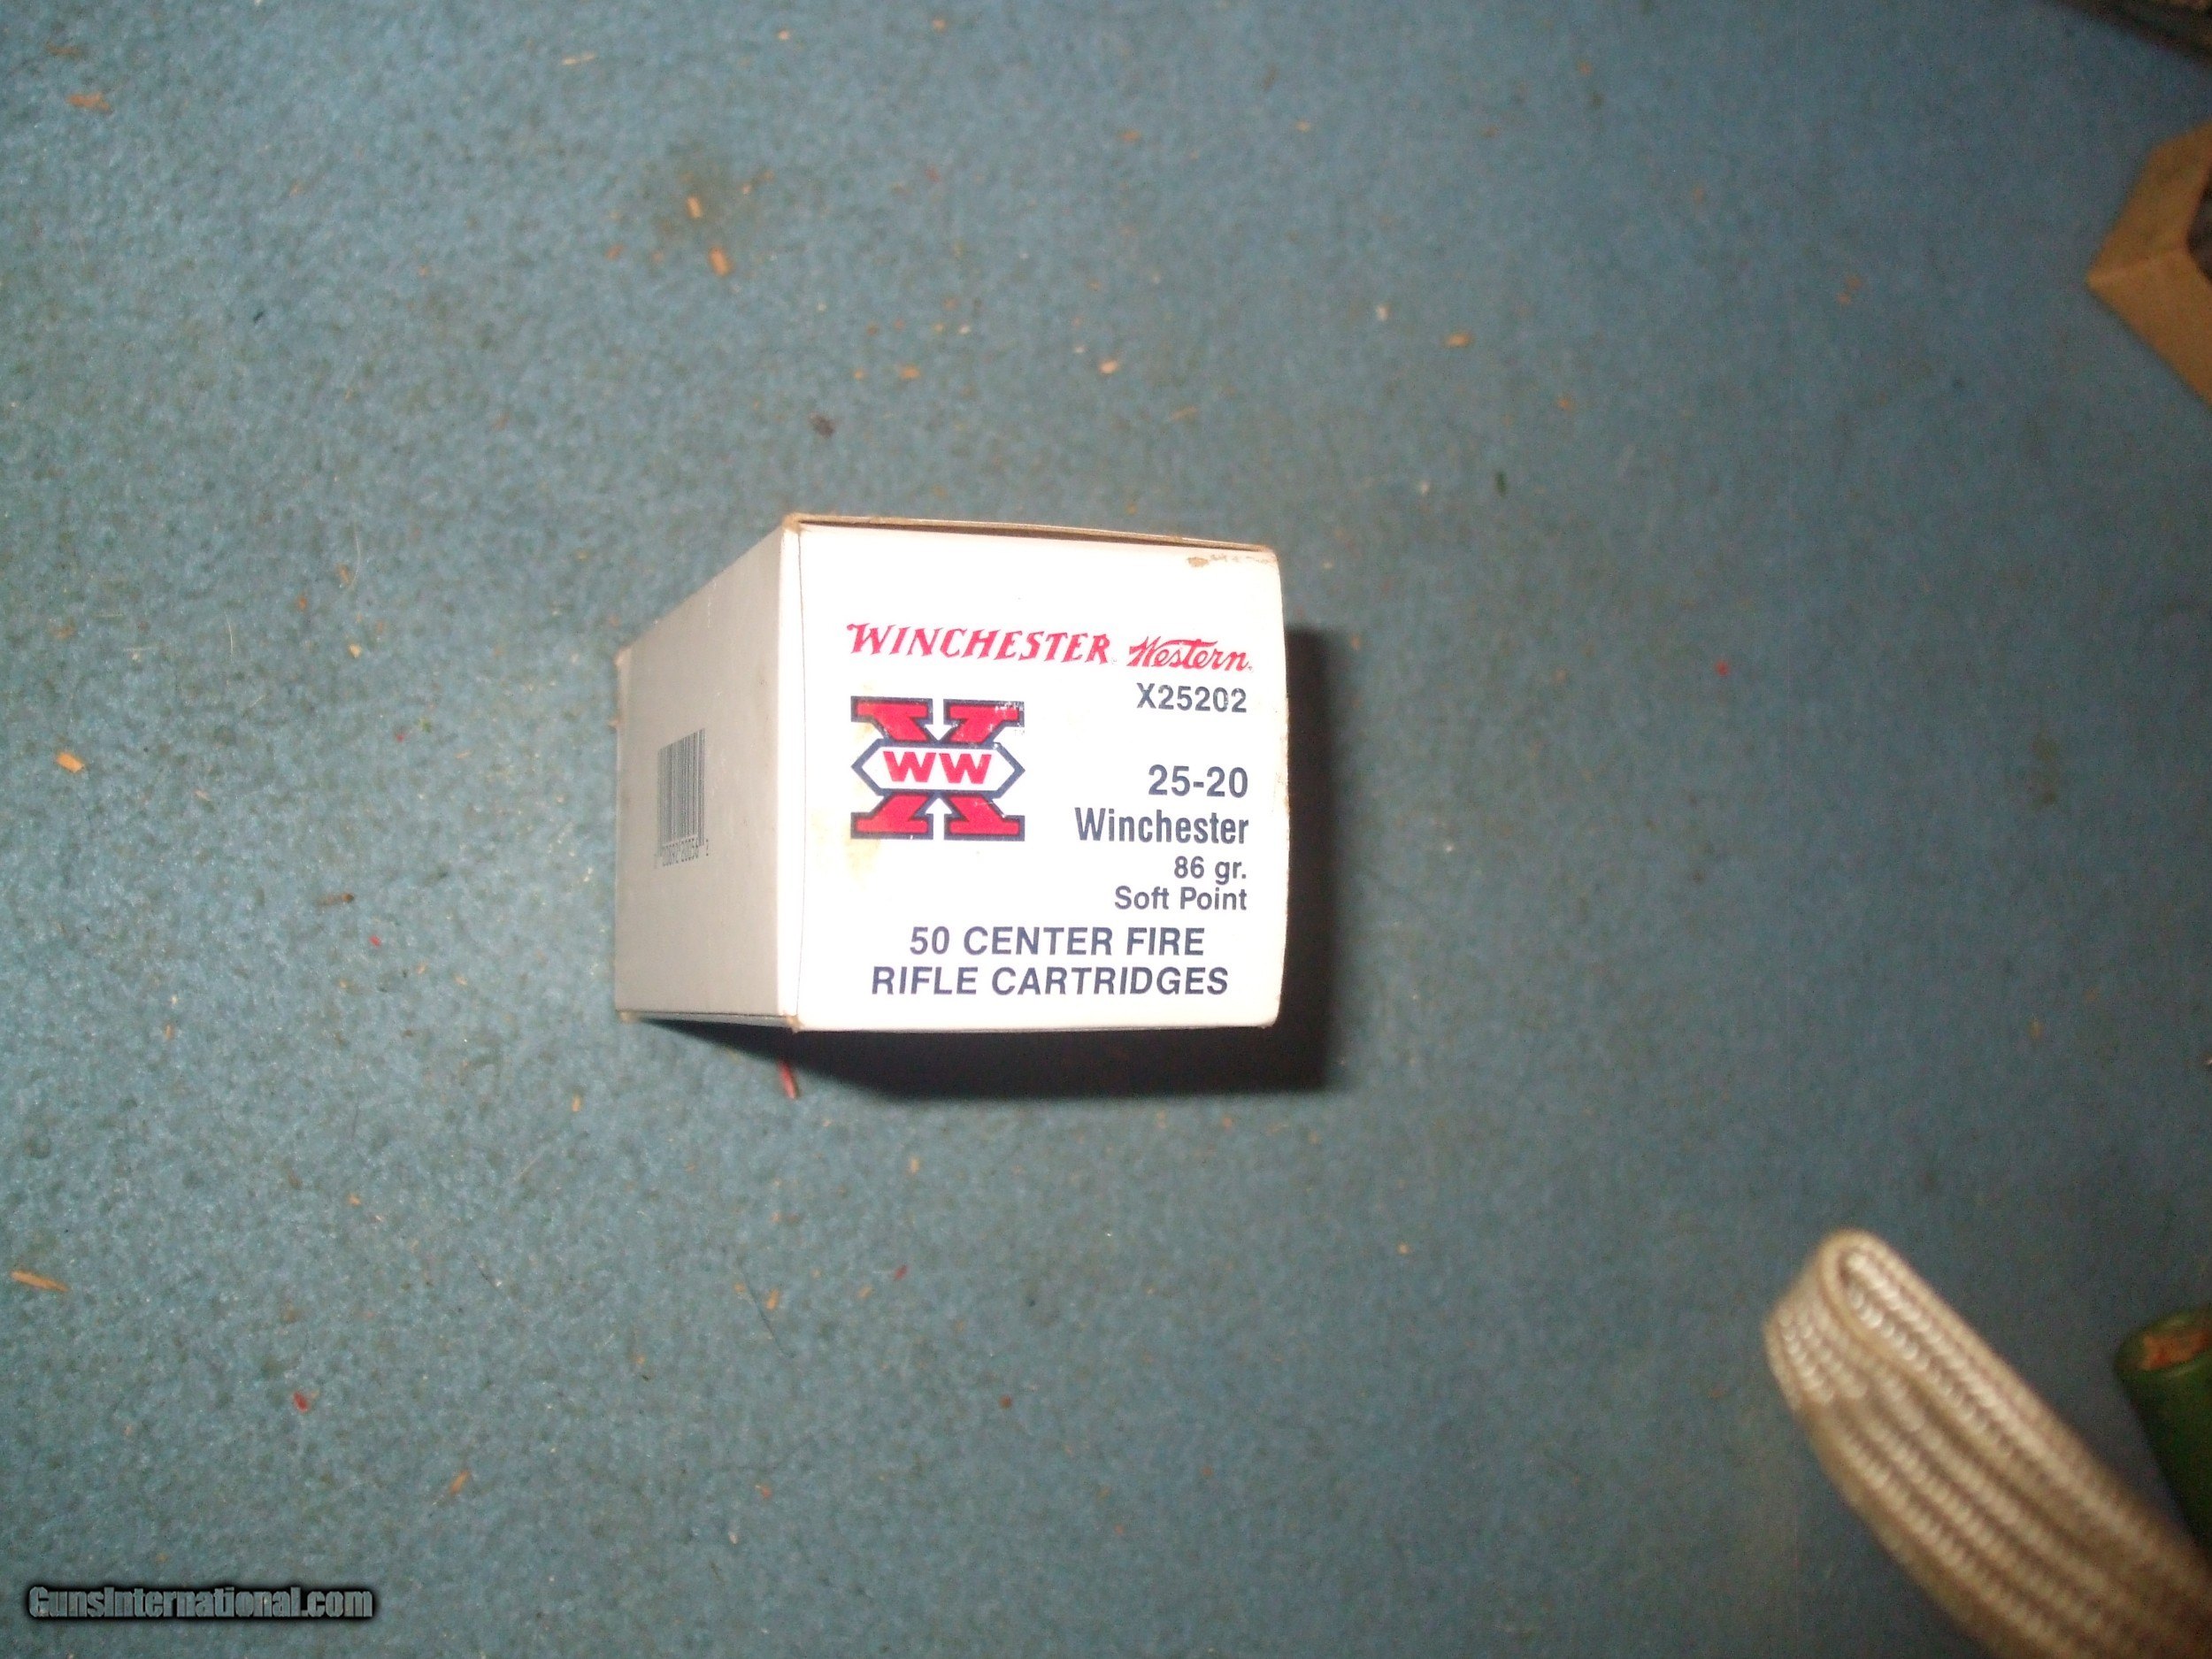 WINCHESTER Western
X25202
WW
25-20
Winchester
86 gr.
Soft Point
50 CENTER FIRE
RIFLE CARTRIDGES
GunsInternational.com